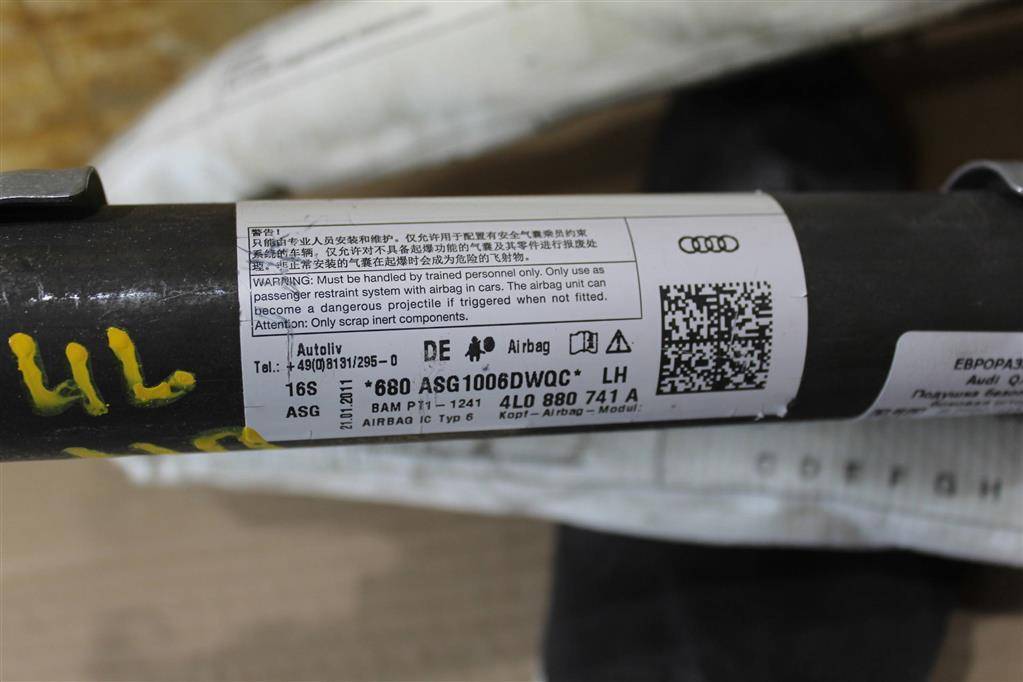 警告！
只能由专业人员安装和维护。仅允许用于配置有安全气囊乘员约束
系统的车辆。仅允许对不具备起爆功能的气囊及其零件进行报废处
理。非正常安装的气囊在起爆时会成为危险的飞射物。
WARNING: Must be handled by trained personnel only. Only use as
passenger restraint system with airbag in cars. The airbag unit can
become a dangerous projectile if triggered when not fitted.
Attention: Only scrap inert components.
Autoliv
Tel.: +49(0)8131/295-0
DE Airbag
16S
ASG
21.01.2011
*680 ASG1006DWQC* LH
BAM PT1-1241 4L0 880 741 A
AIRBAG IC Typ 6 Kopf-Airbag-Modul:
ЕВРОРАЗ
Audi Q
Подушка безоп
HL
C D E F G H